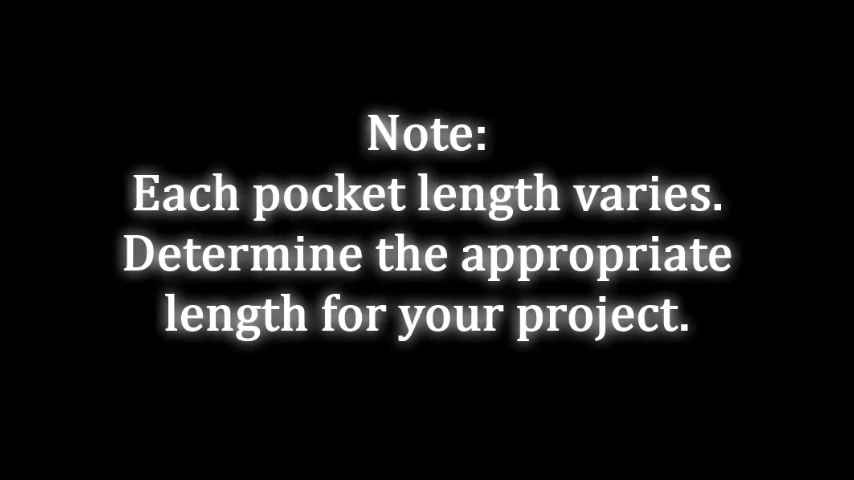 Note:
Each pocket length varies.
Determine the appropriate
length for your project.